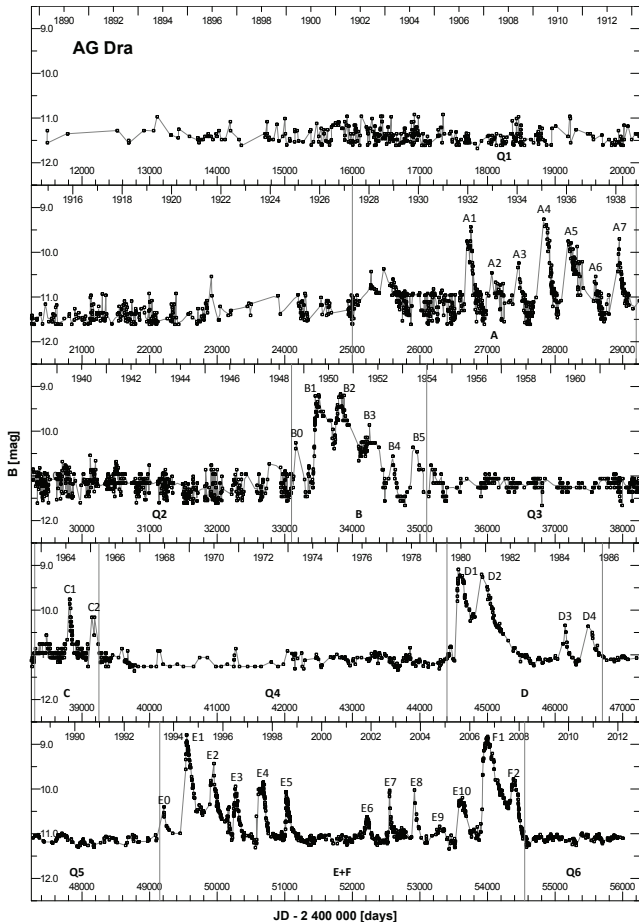 1890 1892 1894 1896 1898 1900 1902 1904 1906 1908 1910 1912
-9.0
AG Dra
-10.0
-11.0
-12.0
Q1
12000 13000 14000 15000 16000 17000 18000 19000 20000
1916 1918 1920 1922 1924 1926 1928 1930 1932 1934 1936 1938
-9.0
A1 A2 A3 A4 A5 A6 A7
-10.0
-11.0
-12.0
A
21000 22000 23000 24000 25000 26000 27000 28000 29000
1940 1942 1944 1946 1948 1950 1952 1954 1956 1958 1960
-9.0
B0 B1 B2 B3 B4 B5
-10.0
-11.0
-12.0
Q2 B Q3
30000 31000 32000 33000 34000 35000 36000 37000 38000
B [mag]
1964 1966 1968 1970 1972 1974 1976 1978 1980 1982 1984 1986
-9.0
C1 C2 D1 D2 D3 D4
-10.0
-11.0
-12.0
C Q4 D
39000 40000 41000 42000 43000 44000 45000 46000 47000
1990 1992 1994 1996 1998 2000 2002 2004 2006 2008 2010 2012
-9.0
E0 E1 E2 E3 E4 E5 E6 E7 E8 E9 E10 F1 F2
-10.0
-11.0
-12.0
Q5 E+F Q6
48000 49000 50000 51000 52000 53000 54000 55000 56000
JD - 2 400 000 [days]